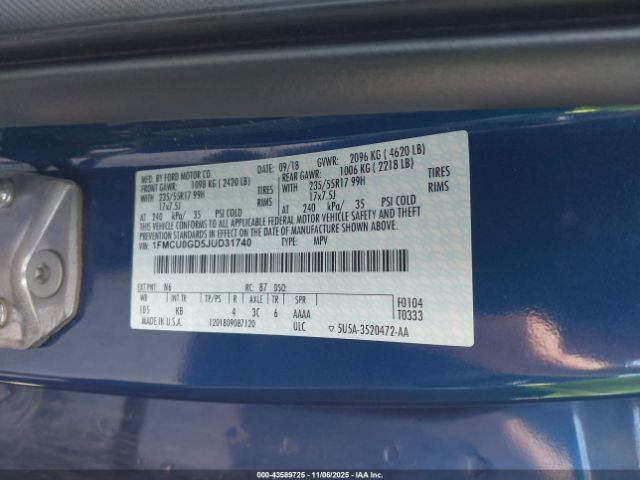 MFD. BY FORD MOTOR CO. DATE: 09/18 GVWR: 2096 KG ( 4620 LB)
FRONT GAWR: 1098 KG ( 2420 LB) REAR GAWR: 1006 KG ( 2218 LB)
WITH 235/55R17 99H TIRES WITH 235/55R17 99H TIRES
17x7.5J RIMS 17x7.5J RIMS
AT 240 kPa/ 35 PSI COLD AT 240 kPa/ 35 PSI COLD
THIS VEHICLE CONFORMS TO ALL APPLICABLE FEDERAL MOTOR VEHICLE SAFETY, BUMPER, AND THEFT
PREVENTION STANDARDS IN EFFECT ON THE DATE OF MANUFACTURE SHOWN ABOVE.
VIN: 1FMCU0GD5JUD31740 TYPE: MPV
EXT PNT: N6 RC: 87 DSO:
WB INT TR TP/PS R AXLE TR SPR F0104
105 KB 4 3C 6 AAAA T0333
MADE IN U.S.A. 1201809087120 ULC ▽ 5U5A-3520472-AA
00-43589725 - 11/06/2025 - IAAI.COM